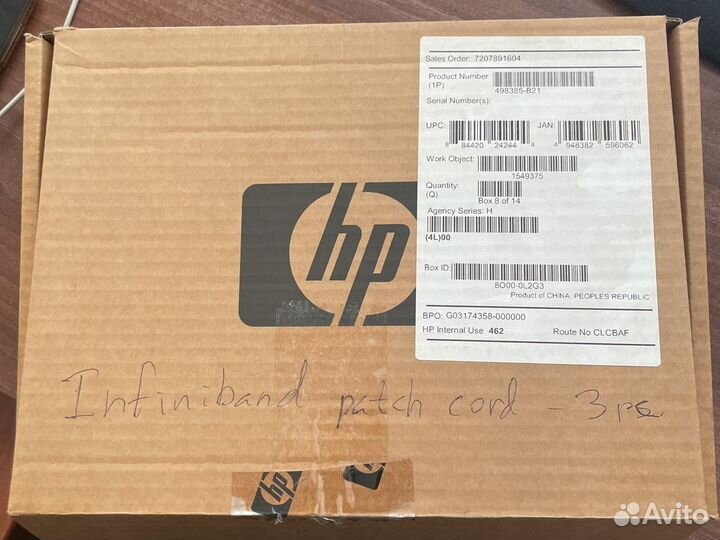 hp
Sales Order: 7207891604
Product Number
(1P)
498385-B21
Serial Number(s):
UPC:
8 84420 24244 4
JAN:
4 948382 596062
Work Object:
1549375
Quantity:
(Q)
Box 8 of 14
Agency Series: H
(4L)00
Box ID:
8O00-0L2G3
Product of CHINA, PEOPLES REPUBLIC
BPO: G03174358-000000
HP Internal Use 462 Route No CLCBAF
Infiniband patch cord - 3 pcs.
hp
hp
Avito